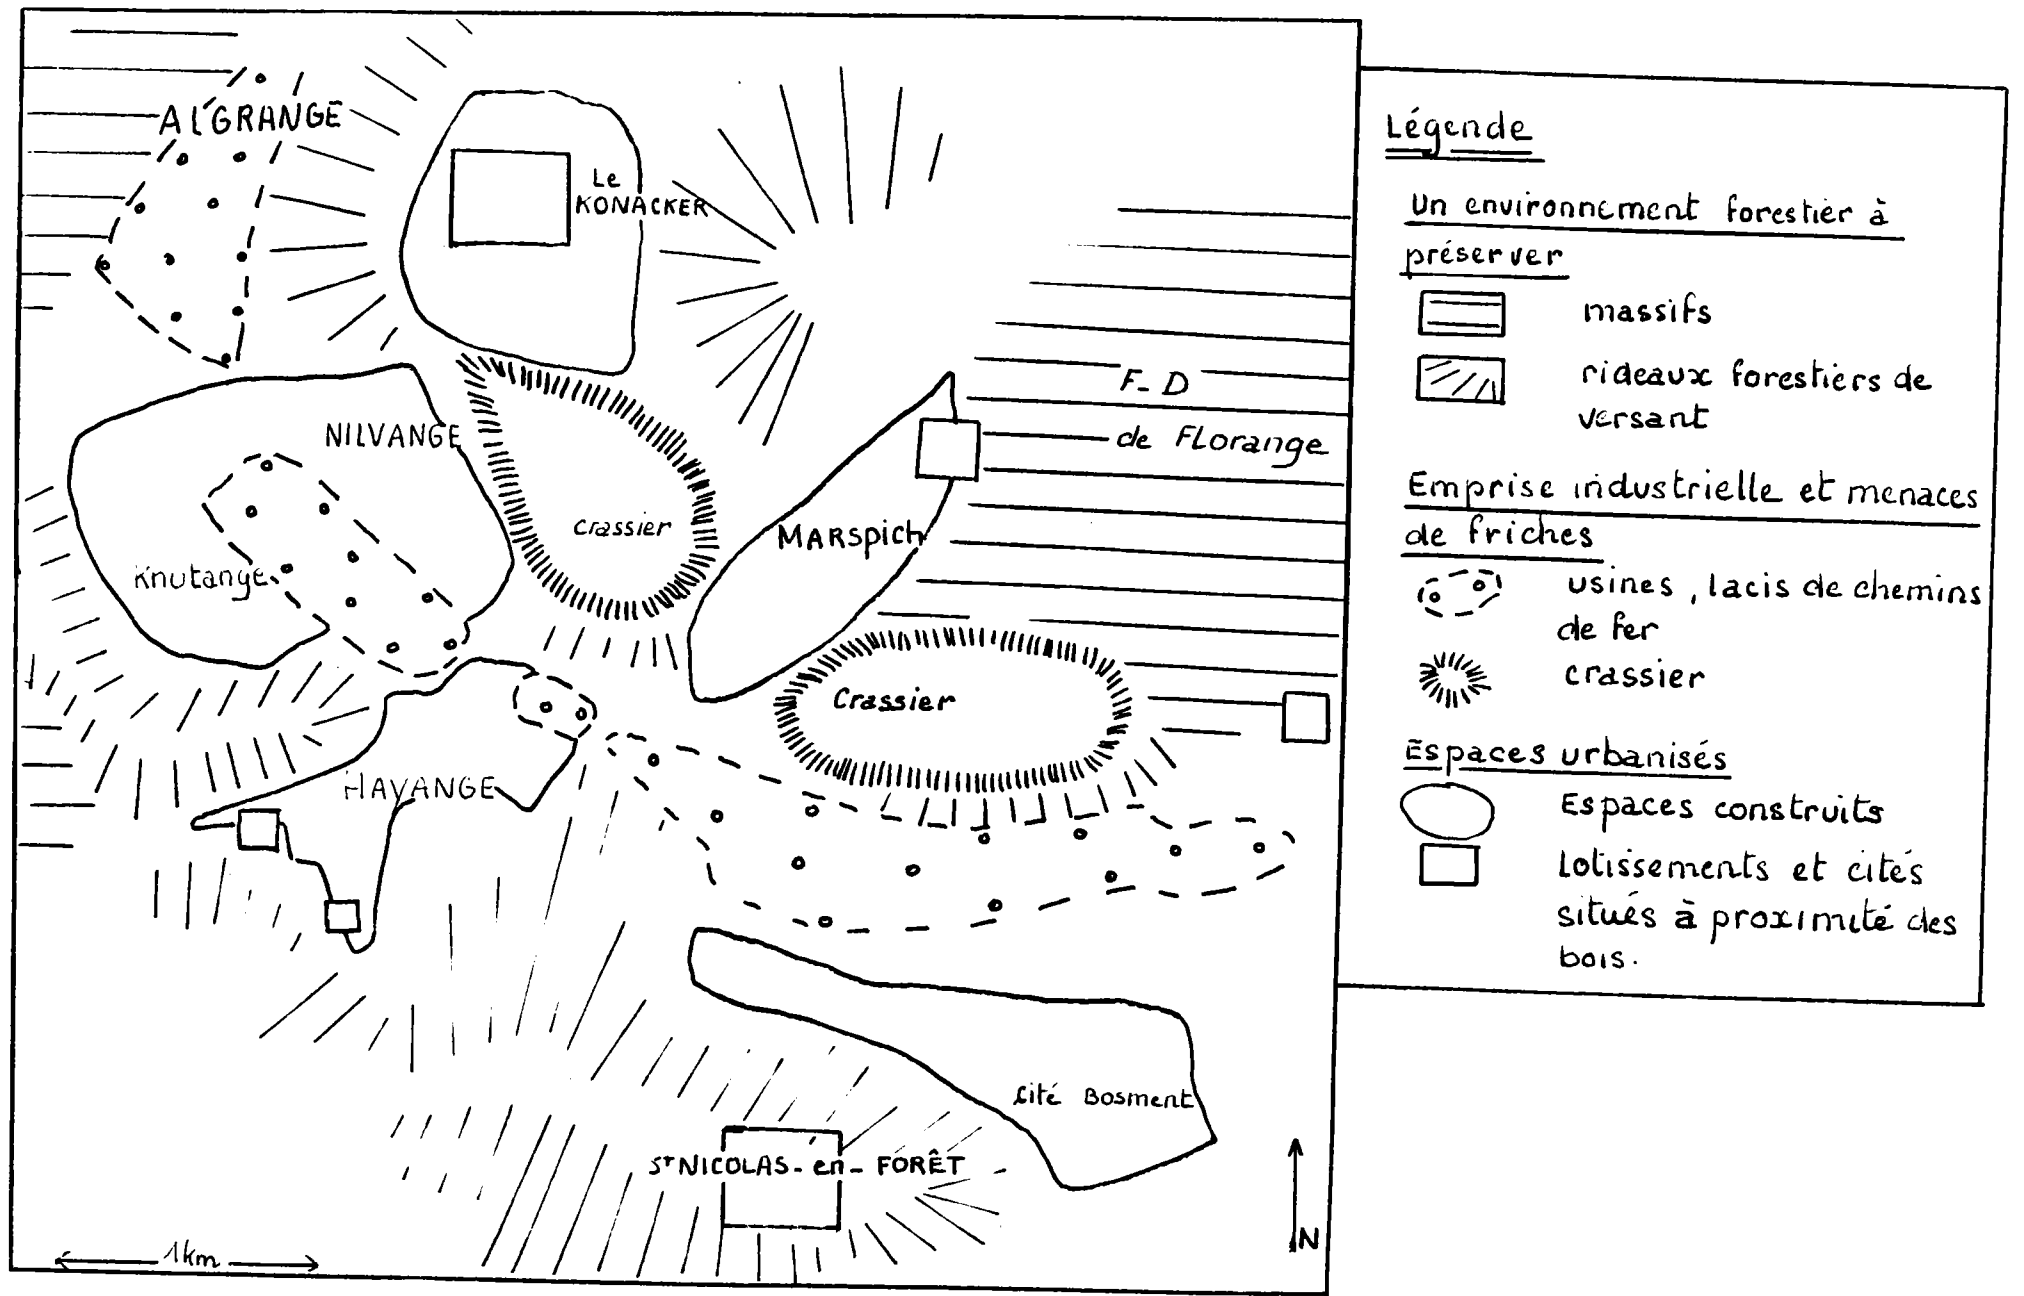 ALGRANGE
Le
KONACKER
F-D
de Florange
NILVANGE
crassier
MARSPICH
Knutange
Crassier
HAYANGE
Cité Bosment
ST NICOLAS-en-FORÊT
1km
N
Légende
un environnement forestier à
préserver
massifs
rideaux forestiers de
versant
Emprise industrielle et menaces
de friches
usines, lacis de chemins
de fer
crassier
Espaces urbanisés
Espaces construits
Lotissements et cités
situés à proximité des
bois.